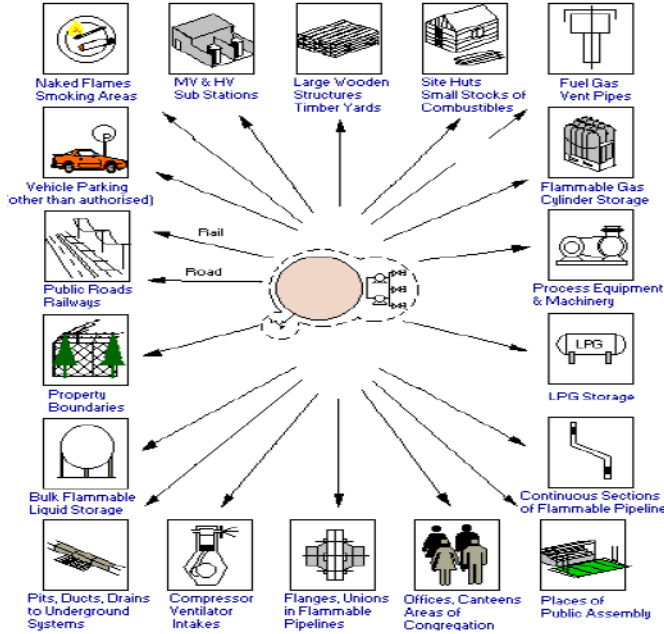 Naked Flames
Smoking Areas
MV & HV
Sub Stations
Large Wooden
Structures
Timber Yards
Site Huts
Small Stocks of
Combustibles
Fuel Gas
Vent Pipes
Vehicle Parking
(other than authorised)
Flammable Gas
Cylinder Storage
Rail
Road
Public Roads
Railways
Process Equipment
& Machinery
LPG
Property
Boundaries
LPG Storage
Bulk Flammable
Liquid Storage
Continuous Sections
of Flammable Pipeline
Pits, Ducts, Drains
to Underground
Systems
Compressor
Ventilator
Intakes
Flanges, Unions
in Flammable
Pipelines
Offices, Canteens
Areas of
Congregation
Places of
Public Assembly